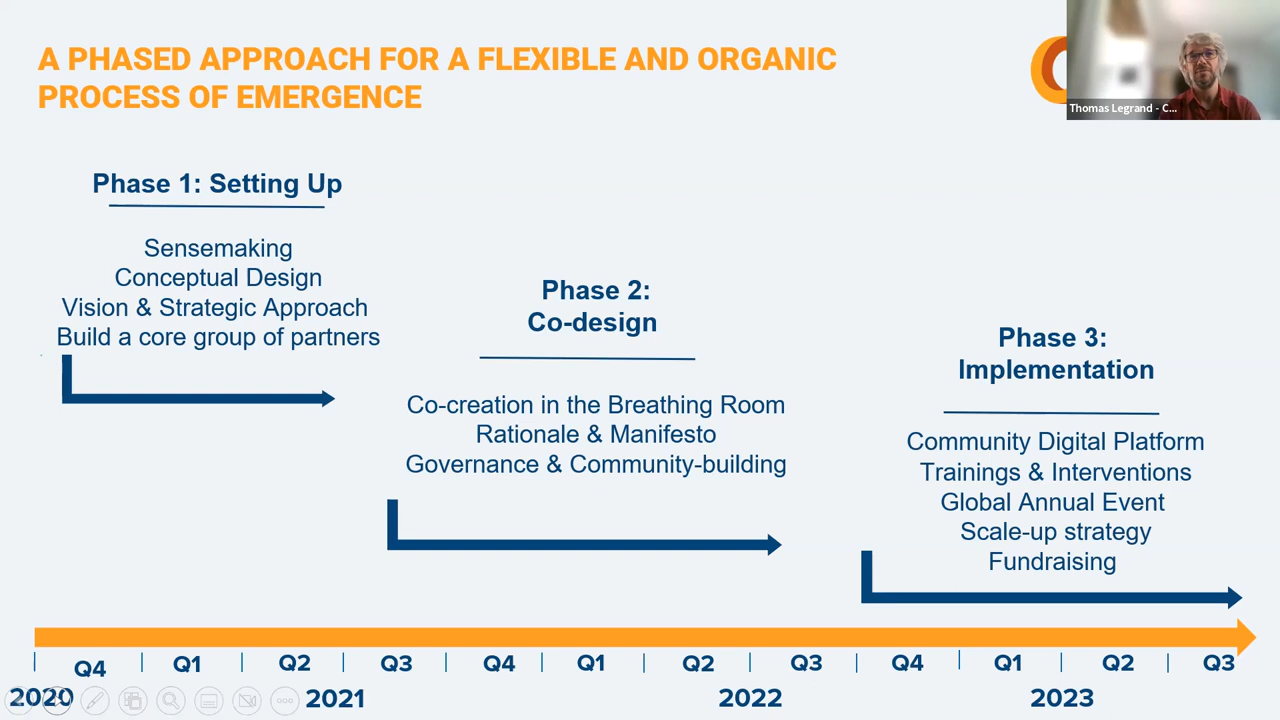 A PHASED APPROACH FOR A FLEXIBLE AND ORGANIC
PROCESS OF EMERGENCE
Thomas Legrand - C...
Phase 1: Setting Up
Sensemaking
Conceptual Design
Vision & Strategic Approach
Build a core group of partners
Phase 2:
Co-design
Co-creation in the Breathing Room
Rationale & Manifesto
Governance & Community-building
Phase 3:
Implementation
Community Digital Platform
Trainings & Interventions
Global Annual Event
Scale-up strategy
Fundraising
Q4 Q1 Q2 Q3 Q4 Q1 Q2 Q3 Q4 Q1 Q2 Q3
2020 2021 2022 2023